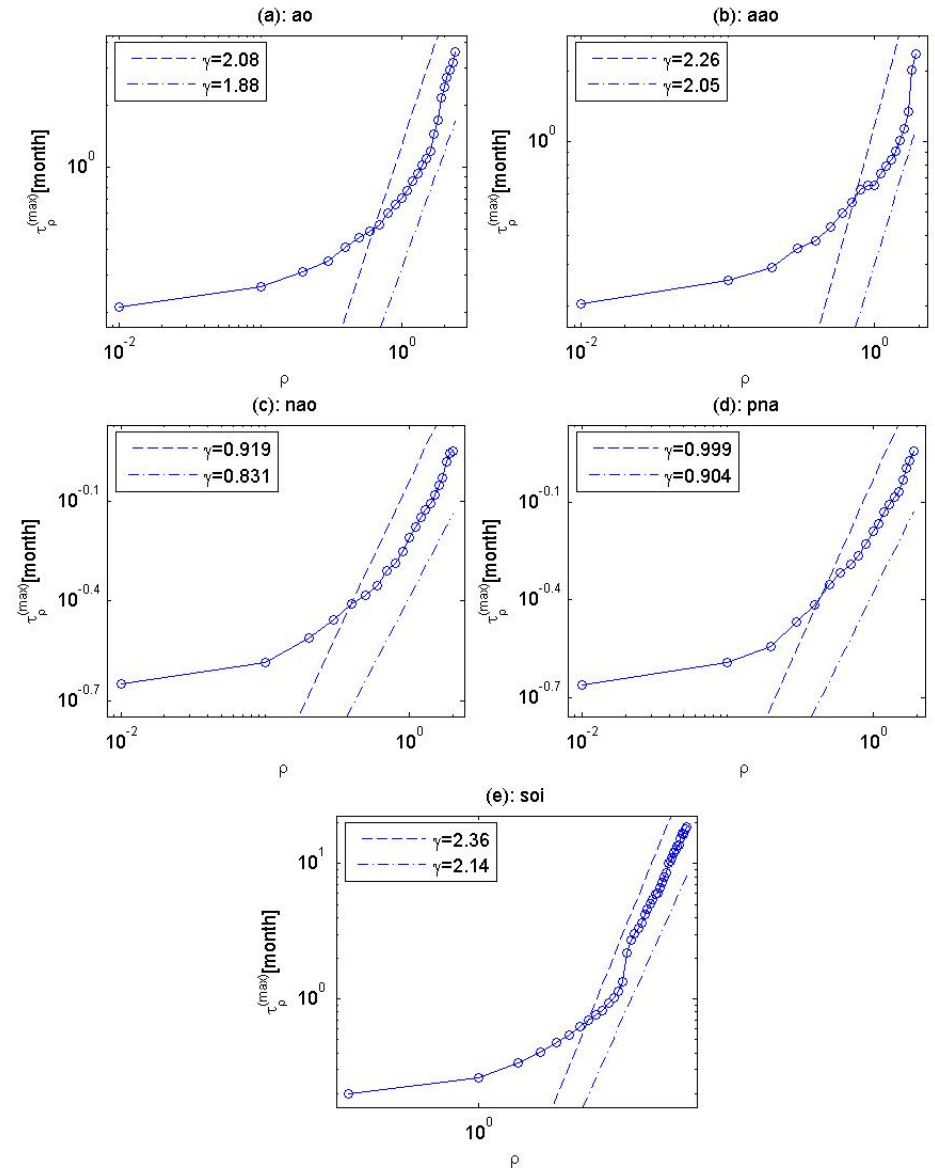 (a): ao
γ=2.08
γ=1.88
10^0
τ_ρ^(max)[month]
10^-2
10^0
ρ
(b): aao
γ=2.26
γ=2.05
10^0
τ_ρ^(max)[month]
10^-2
10^0
ρ
(c): nao
γ=0.919
γ=0.831
10^-0.1
10^-0.4
10^-0.7
τ_ρ^(max)[month]
10^-2
10^0
ρ
(d): pna
γ=0.999
γ=0.904
10^-0.1
10^-0.4
10^-0.7
τ_ρ^(max)[month]
10^-2
10^0
ρ
(e): soi
γ=2.36
γ=2.14
10^1
10^0
τ_ρ^(max)[month]
10^0
ρ